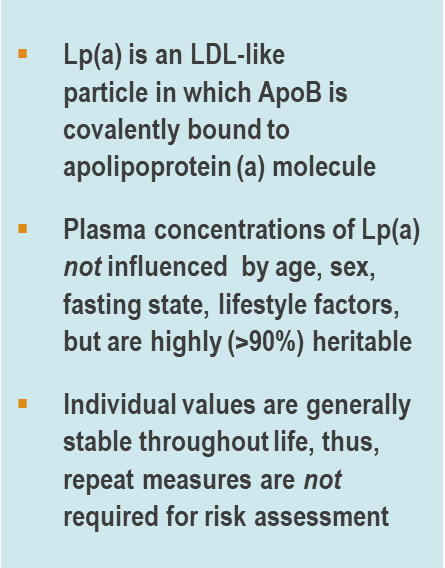 ▪ Lp(a) is an LDL-like
particle in which ApoB is
covalently bound to
apolipoprotein (a) molecule
▪ Plasma concentrations of Lp(a)
not influenced by age, sex,
fasting state, lifestyle factors,
but are highly (>90%) heritable
▪ Individual values are generally
stable throughout life, thus,
repeat measures are not
required for risk assessment